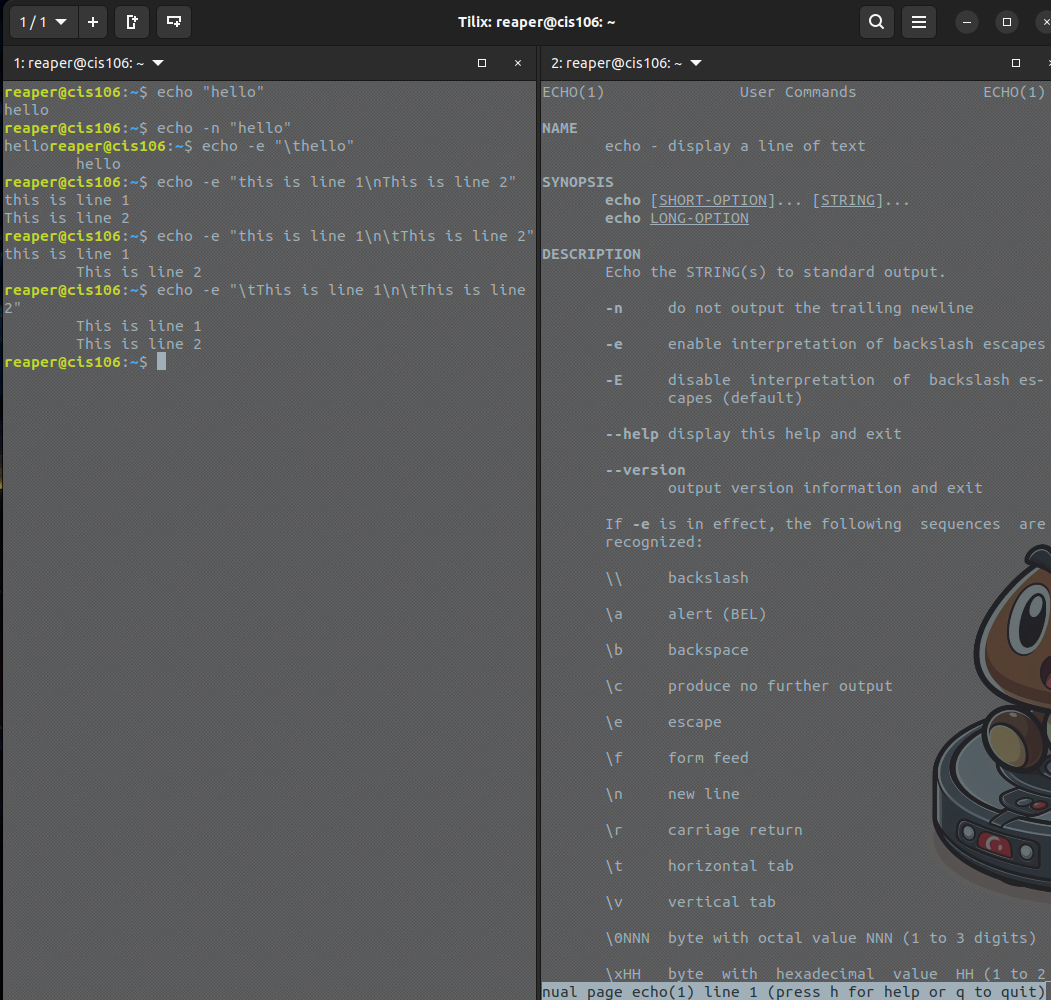 1 / 1
Tilix: reaper@cis106: ~
1: reaper@cis106: ~
reaper@cis106:~$ echo "hello"
hello
reaper@cis106:~$ echo -n "hello"
helloreaper@cis106:~$ echo -e "\thello"
hello
reaper@cis106:~$ echo -e "this is line 1\nThis is line 2"
this is line 1
This is line 2
reaper@cis106:~$ echo -e "this is line 1\n\tThis is line 2"
this is line 1
This is line 2
reaper@cis106:~$ echo -e "\tThis is line 1\n\tThis is line
2"
This is line 1
This is line 2
reaper@cis106:~$
2: reaper@cis106: ~
ECHO(1) User Commands ECHO(1)
NAME
echo - display a line of text
SYNOPSIS
echo [SHORT-OPTION]... [STRING]...
echo LONG-OPTION
DESCRIPTION
Echo the STRING(s) to standard output.
-n do not output the trailing newline
-e enable interpretation of backslash escapes
-E disable interpretation of backslash es-
capes (default)
--help display this help and exit
--version
output version information and exit
If -e is in effect, the following sequences are
recognized:
\\ backslash
\a alert (BEL)
\b backspace
\c produce no further output
\e escape
\f form feed
\n new line
\r carriage return
\t horizontal tab
\v vertical tab
\0NNN byte with octal value NNN (1 to 3 digits)
\xHH byte with hexadecimal value HH (1 to 2
nual page echo(1) line 1 (press h for help or q to quit)